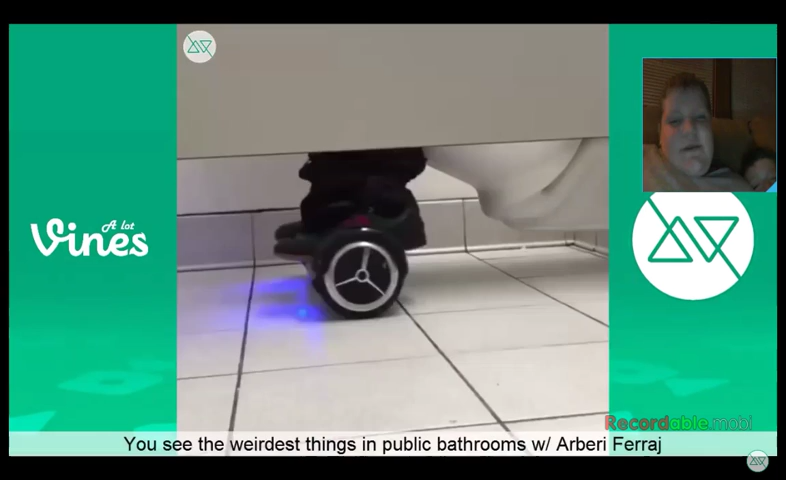 A lot
Vines
Recordable.mobi
You see the weirdest things in public bathrooms w/ Arberi Ferraj